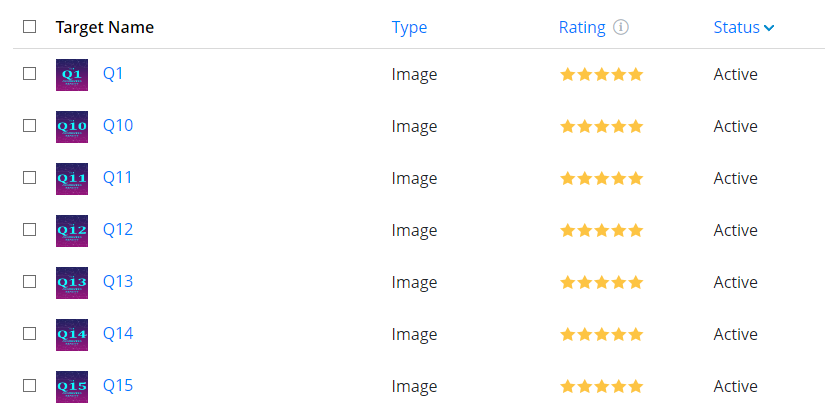 Target Name Type Rating Status
Q1 Q1 Image Active
Q10 Q10 Image Active
Q11 Q11 Image Active
Q12 Q12 Image Active
Q13 Q13 Image Active
Q14 Q14 Image Active
Q15 Q15 Image Active